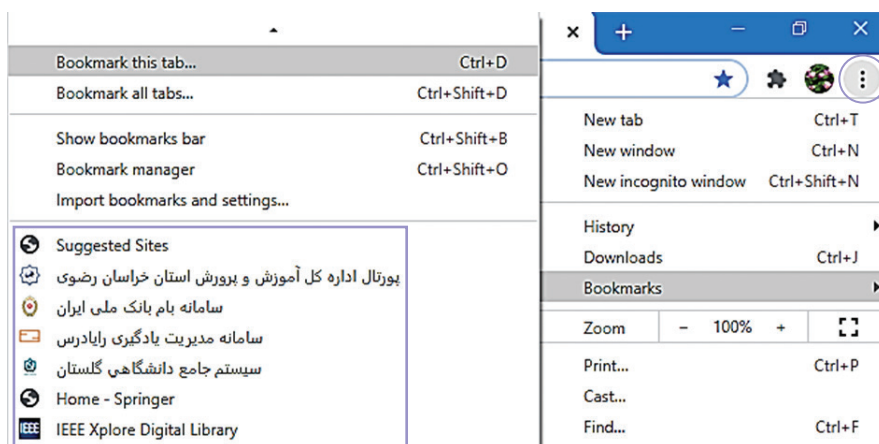 Bookmark this tab... Ctrl+D
Bookmark all tabs... Ctrl+Shift+D
Show bookmarks bar Ctrl+Shift+B
Bookmark manager Ctrl+Shift+O
Import bookmarks and settings...
Suggested Sites
پورتال اداره کل آموزش و پرورش استان خراسان رضوی
سامانه بام بانک ملی ایران
سامانه مدیریت یادگیری رایادرس
سیستم جامع دانشگاهي گلستان
Home - Springer
IEEE IEEE Xplore Digital Library
New tab Ctrl+T
New window Ctrl+N
New incognito window Ctrl+Shift+N
History
Downloads Ctrl+J
Bookmarks
Zoom - 100% +
Print... Ctrl+P
Cast...
Find... Ctrl+F